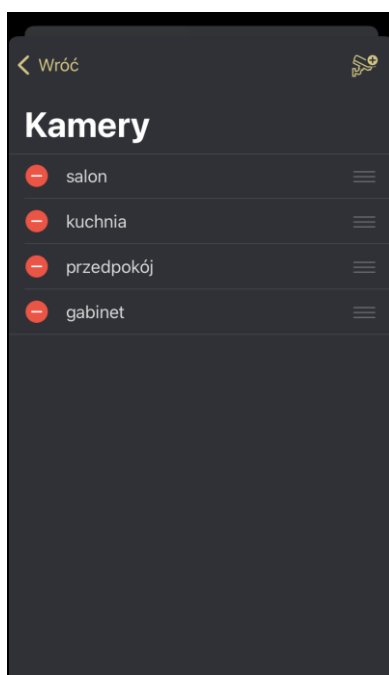 Wróć
Kamery
salon
kuchnia
przedpokój
gabinet